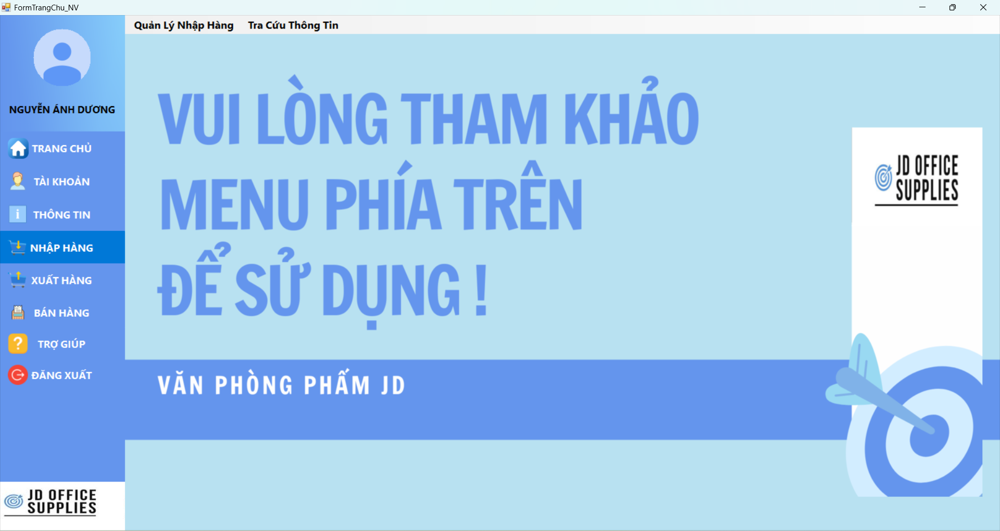 FormTrangChu_NV
Quản Lý Nhập Hàng Tra Cứu Thông Tin
NGUYỄN ÁNH DƯƠNG
TRANG CHỦ
TÀI KHOẢN
i THÔNG TIN
NHẬP HÀNG
XUẤT HÀNG
BÁN HÀNG
? TRỢ GIÚP
ĐĂNG XUẤT
JD OFFICE
SUPPLIES
VUI LÒNG THAM KHẢO
MENU PHÍA TRÊN
ĐỂ SỬ DỤNG !
VĂN PHÒNG PHẤM JD
JD OFFICE
SUPPLIES